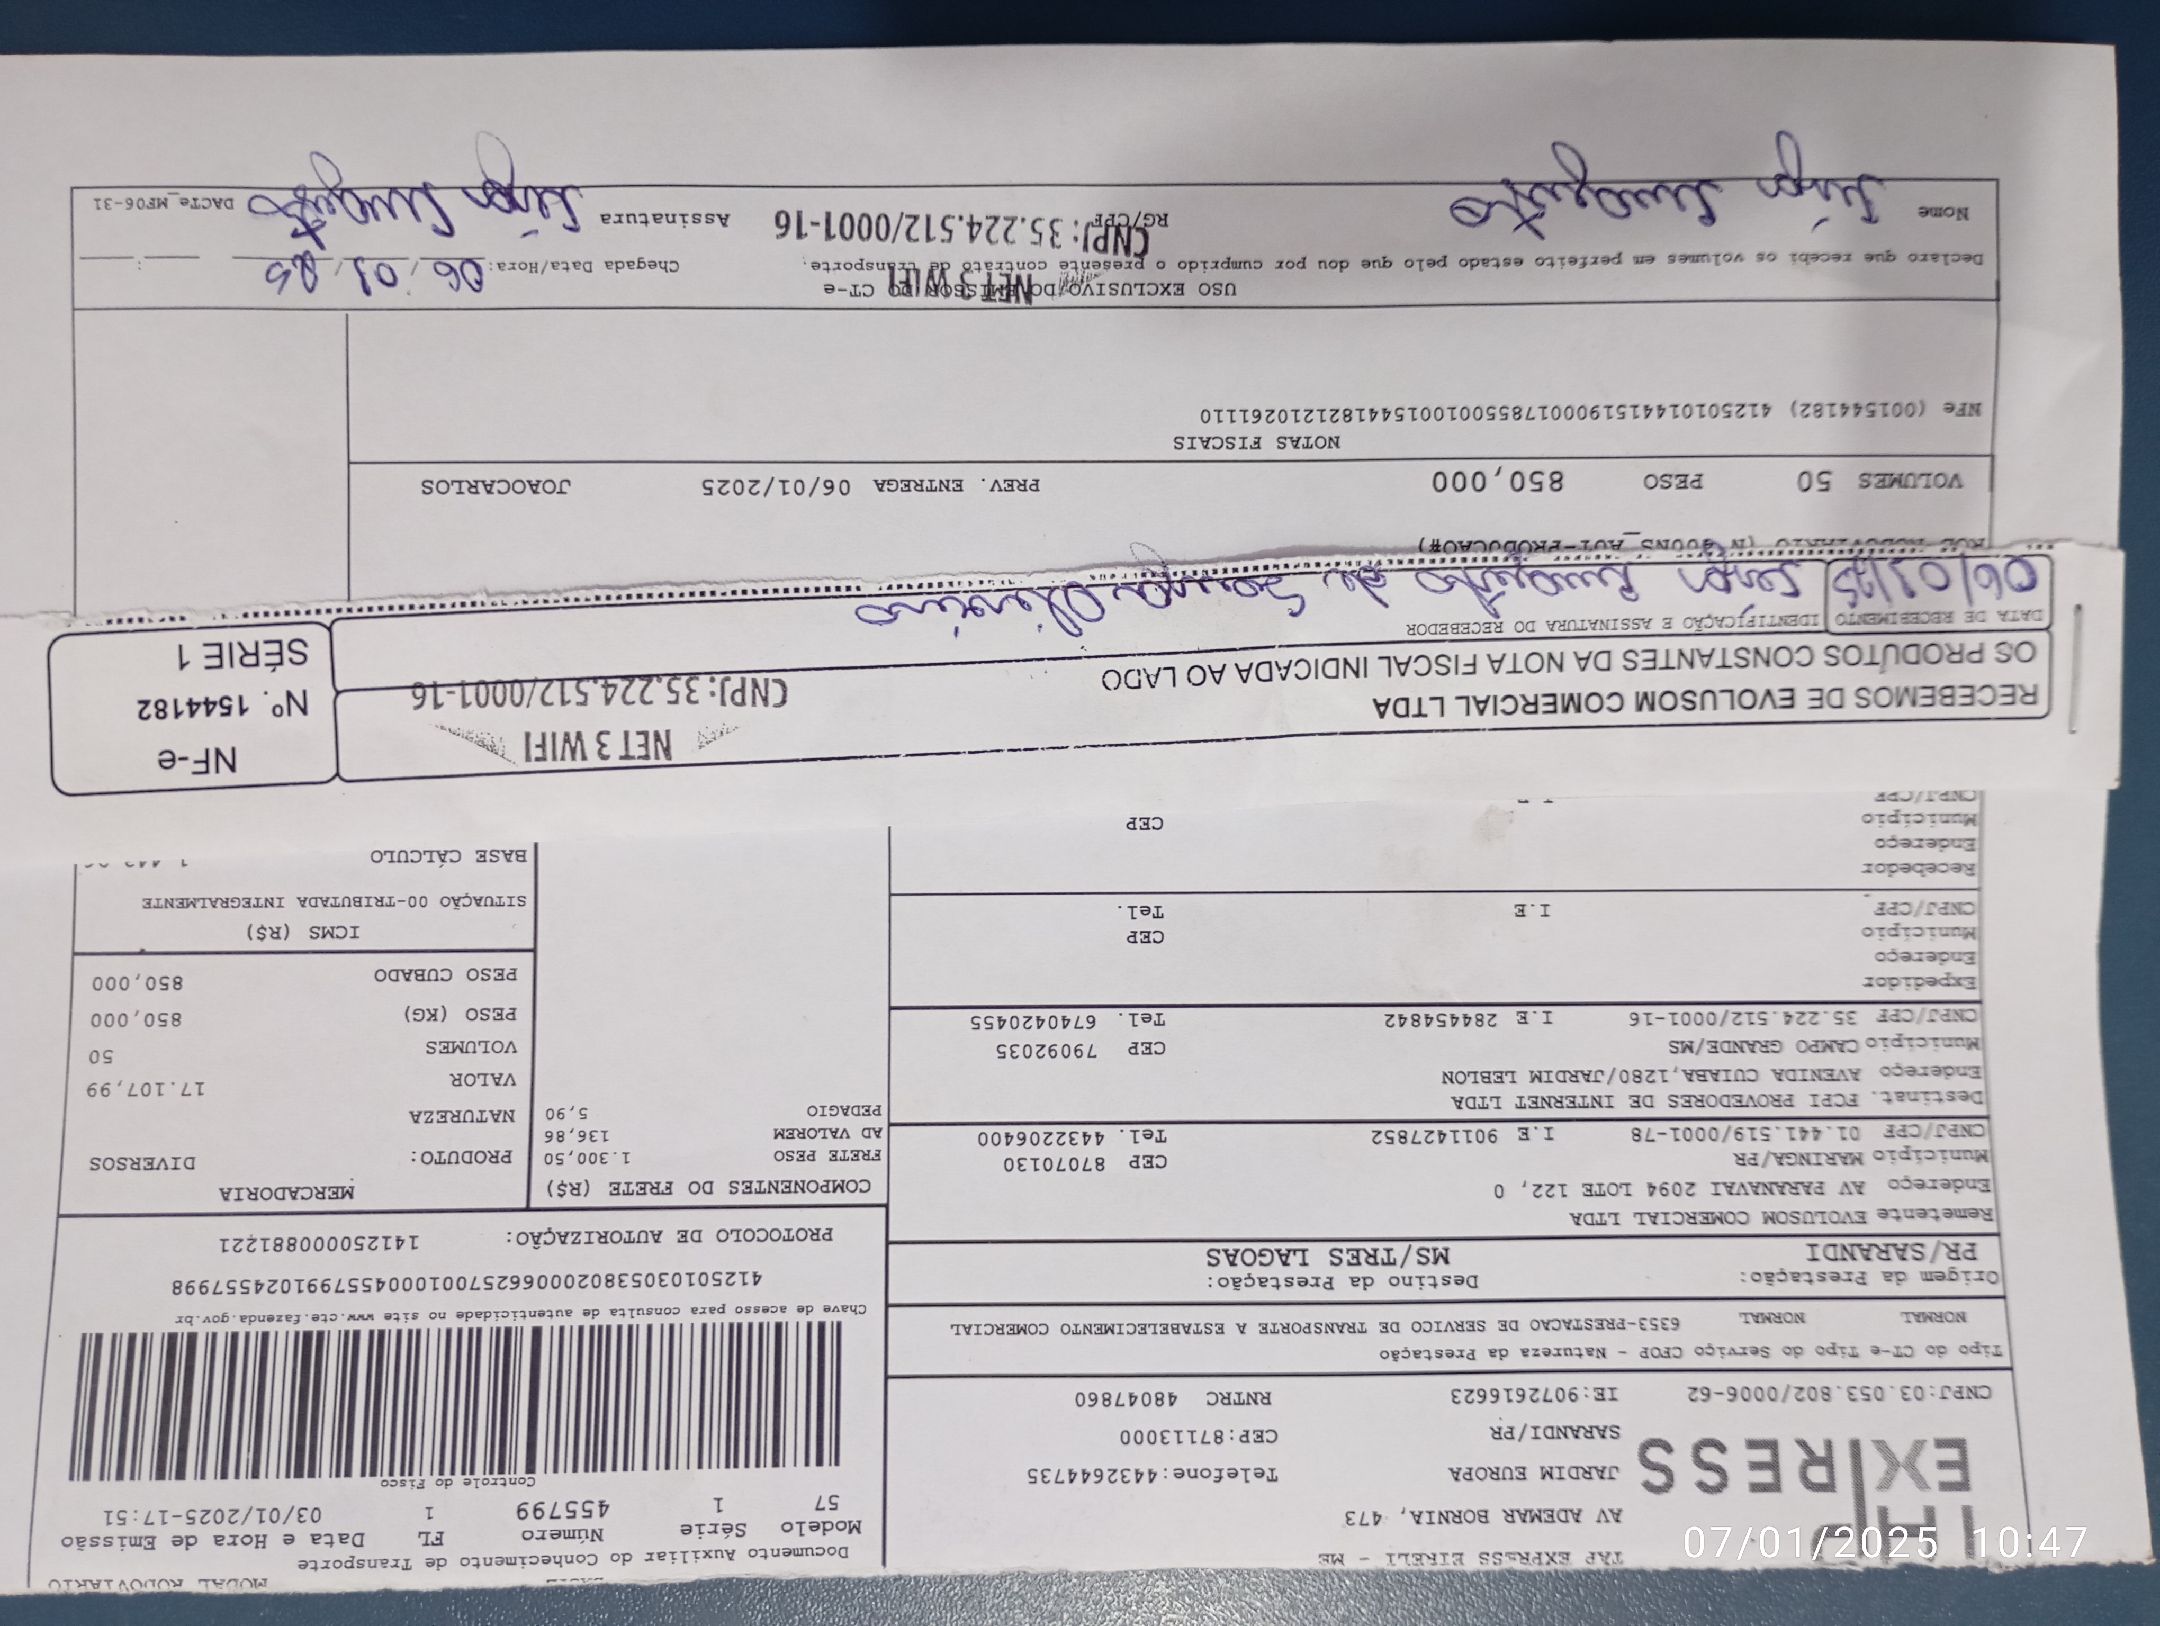 MODAL RODOVIÁRIO
TAP EXPRESS EIRELI - ME
Documento Auxiliar do Conhecimento de Transporte
TAP
EXPRESS
AV ADEMAR BORNIA, 473
JARDIM EUROPA Telefone:4432644735
SARANDI/PR CEP:87113000
CNPJ:03.053.802/0006-62 IE:9072616623 RNTRC 48047860
Modelo Série Número FL Data e Hora de Emissão
57 1 455799 1 03/01/2025-17:51
Controle do Fisco
Chave de acesso para consulta de autenticidade no site www.cte.fazenda.gov.br
41250103053802000662570010004557991024557998
PROTOCOLO DE AUTORIZAÇÃO: 141250000881221
Tipo do CT-e Tipo do Serviço CFOP - Natureza da Prestação
NORMAL NORMAL 6353-PRESTACAO DE SERVICO DE TRANSPORTE A ESTABELECIMENTO COMERCIAL
Origem da Prestação: Destino da Prestação:
PR/SARANDI MS/TRES LAGOAS
Remetente EVOLUSOM COMERCIAL LTDA
Endereço AV PARANAVAI 2094 LOTE 122, 0
Município MARINGA/PR CEP 87070130
CNPJ/CPF 01.441.519/0001-78 I.E 9011427852 Tel. 4432206400
Destinat. FCPI PROVEDORES DE INTERNET LTDA
Endereço AVENIDA CUIABA,1280/JARDIM LEBLON
Município CAMPO GRANDE/MS CEP 79092035
CNPJ/CPF 35.224.512/0001-16 I.E 284454842 Tel. 6740420455
Expedidor
Endereço
Município CEP
CNPJ/CPF I.E Tel.
Recebedor
Endereço
Município CEP
CNPJ/CPF
COMPONENTES DO FRETE (R$)
FRETE PESO 1.300,50
AD VALOREM 136,86
PEDAGIO 5,90
MERCADORIA
PRODUTO: DIVERSOS
NATUREZA
VALOR 17.107,99
VOLUMES 50
PESO (KG) 850,000
PESO CUBADO 850,000
ICMS (R$)
SITUAÇÃO 00-TRIBUTADA INTEGRALMENTE
BASE CÁLCULO
RECEBEMOS DE EVOLUSOM COMERCIAL LTDA
OS PRODUTOS CONSTANTES DA NOTA FISCAL INDICADA AO LADO
NET 3 WIFI
CNPJ: 35.224.512/0001-16
NF-e
Nº. 1544182
SÉRIE 1
DATA DE RECEBIMENTO IDENTIFICAÇÃO E ASSINATURA DO RECEBEDOR
06/01/25 de Souza Oliveira
VOLUMES 50 PESO 850,000 PREV. ENTREGA 06/01/2025 JOAOCARLOS
NOTAS FISCAIS
NFe (001544182) 41250101441519000178550010015441821210261110
USO EXCLUSIVO DO EMISSOR DO CT-e
NET 3 WIFI
Declaro que recebi os volumes em perfeito estado pelo que dou por cumprido o presente contrato de transporte.
Chegada Data/Hora: 06/01/25
Nome
RG/CPF
CNPJ: 35.224.512/0001-16
Assinatura
DACTe_MF06-31
07/01/2025 10:47